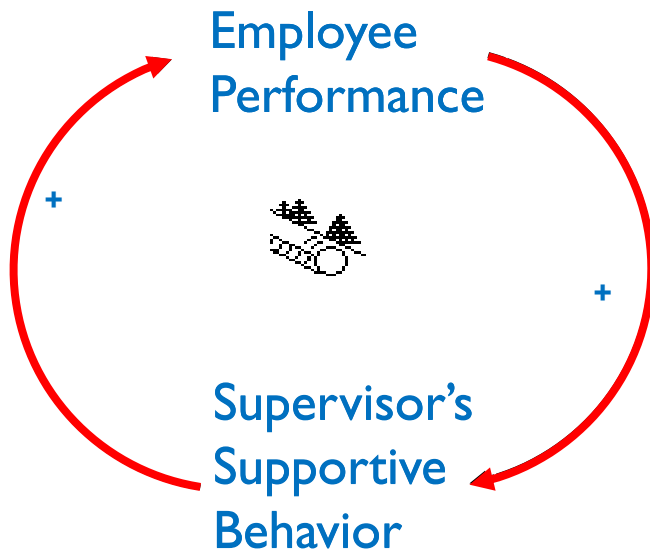 Employee
Performance
+
+
Supervisor’s
Supportive
Behavior